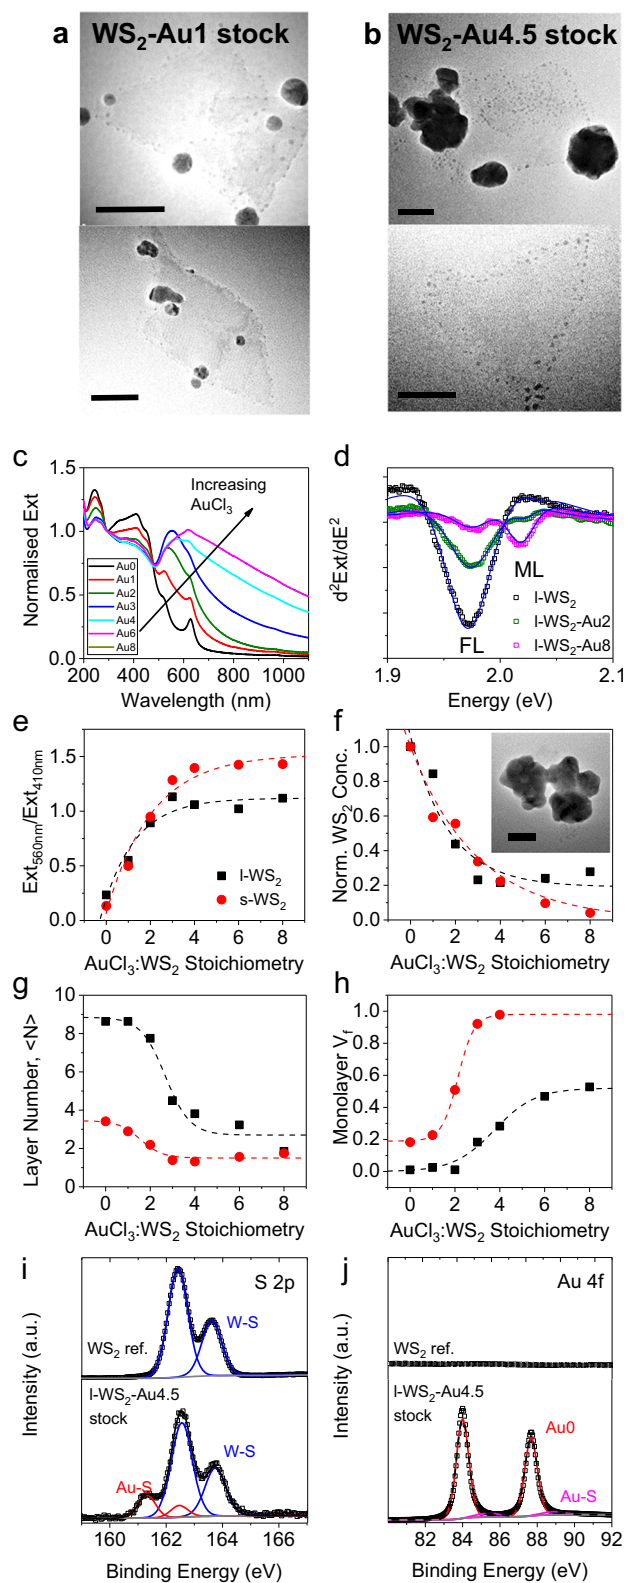 a WS2-Au1 stock
b WS2-Au4.5 stock
c
Normalised Ext
1.5
1.0
0.5
0.0
Increasing
AuCl3
Au0
Au1
Au2
Au3
Au4
Au6
Au8
200 400 600 800 1000
Wavelength (nm)
d
d2Ext/dE2
ML
FL
l-WS2
l-WS2-Au2
l-WS2-Au8
1.9 2.0 2.1
Energy (eV)
e
Ext560nm/Ext410nm
1.5
1.0
0.5
0.0
l-WS2
s-WS2
0 2 4 6 8
AuCl3:WS2 Stoichiometry
f
Norm. WS2 Conc.
1.0
0.8
0.6
0.4
0.2
0.0
0 2 4 6 8
AuCl3:WS2 Stoichiometry
g
Layer Number, <N>
9
8
6
4
2
0
0 2 4 6 8
AuCl3:WS2 Stoichiometry
h
Monolayer Vf
1.0
0.8
0.6
0.4
0.2
0.0
0 2 4 6 8
AuCl3:WS2 Stoichiometry
i
S 2p
Intensity (a.u.)
W-S
WS2 ref.
l-WS2-Au4.5
stock
W-S
Au-S
160 162 164 166
Binding Energy (eV)
j
Au 4f
Intensity (a.u.)
WS2 ref.
l-WS2-Au4.5
stock
Au0
Au-S
82 84 86 88 90 92
Binding Energy (eV)